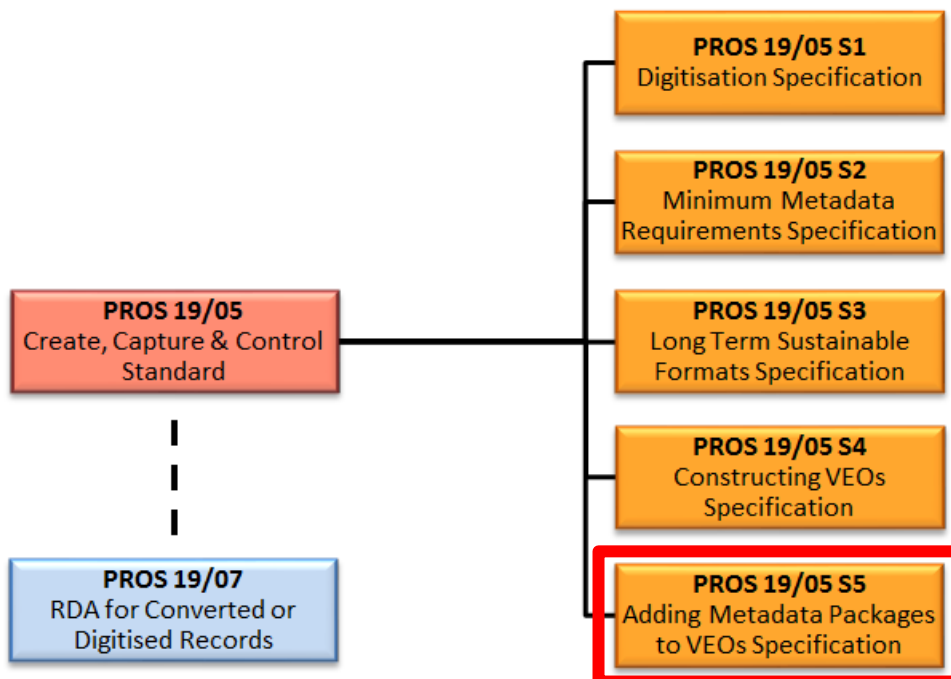 PROS 19/05
Create, Capture & Control
Standard
PROS 19/07
RDA for Converted or
Digitised Records
PROS 19/05 S1
Digitisation Specification
PROS 19/05 S2
Minimum Metadata
Requirements Specification
PROS 19/05 S3
Long Term Sustainable
Formats Specification
PROS 19/05 S4
Constructing VEOs
Specification
PROS 19/05 S5
Adding Metadata Packages
to VEOs Specification